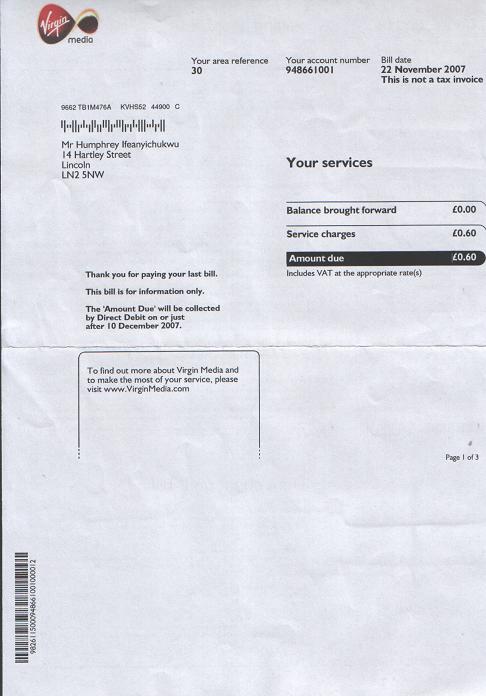 Virgin
media
Your area reference
30
Your account number
948661001
Bill date
22 November 2007
This is not a tax invoice
9662 TB1M476A KVHS52 44900 C
Mr Humphrey Ifeanyichukwu
14 Hartley Street
Lincoln
LN2 5NW
Your services
Balance brought forward £0.00
Service charges £0.60
Amount due £0.60
Includes VAT at the appropriate rate(s)
Thank you for paying your last bill.
This bill is for information only.
The 'Amount Due' will be collected
by Direct Debit on or just
after 10 December 2007.
To find out more about Virgin Media and
to make the most of your service, please
visit www.VirginMedia.com
Page 1 of 3